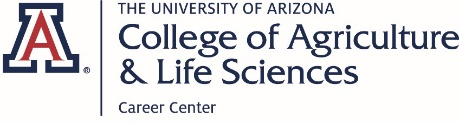 A®
THE UNIVERSITY OF ARIZONA
College of Agriculture
& Life Sciences
Career Center